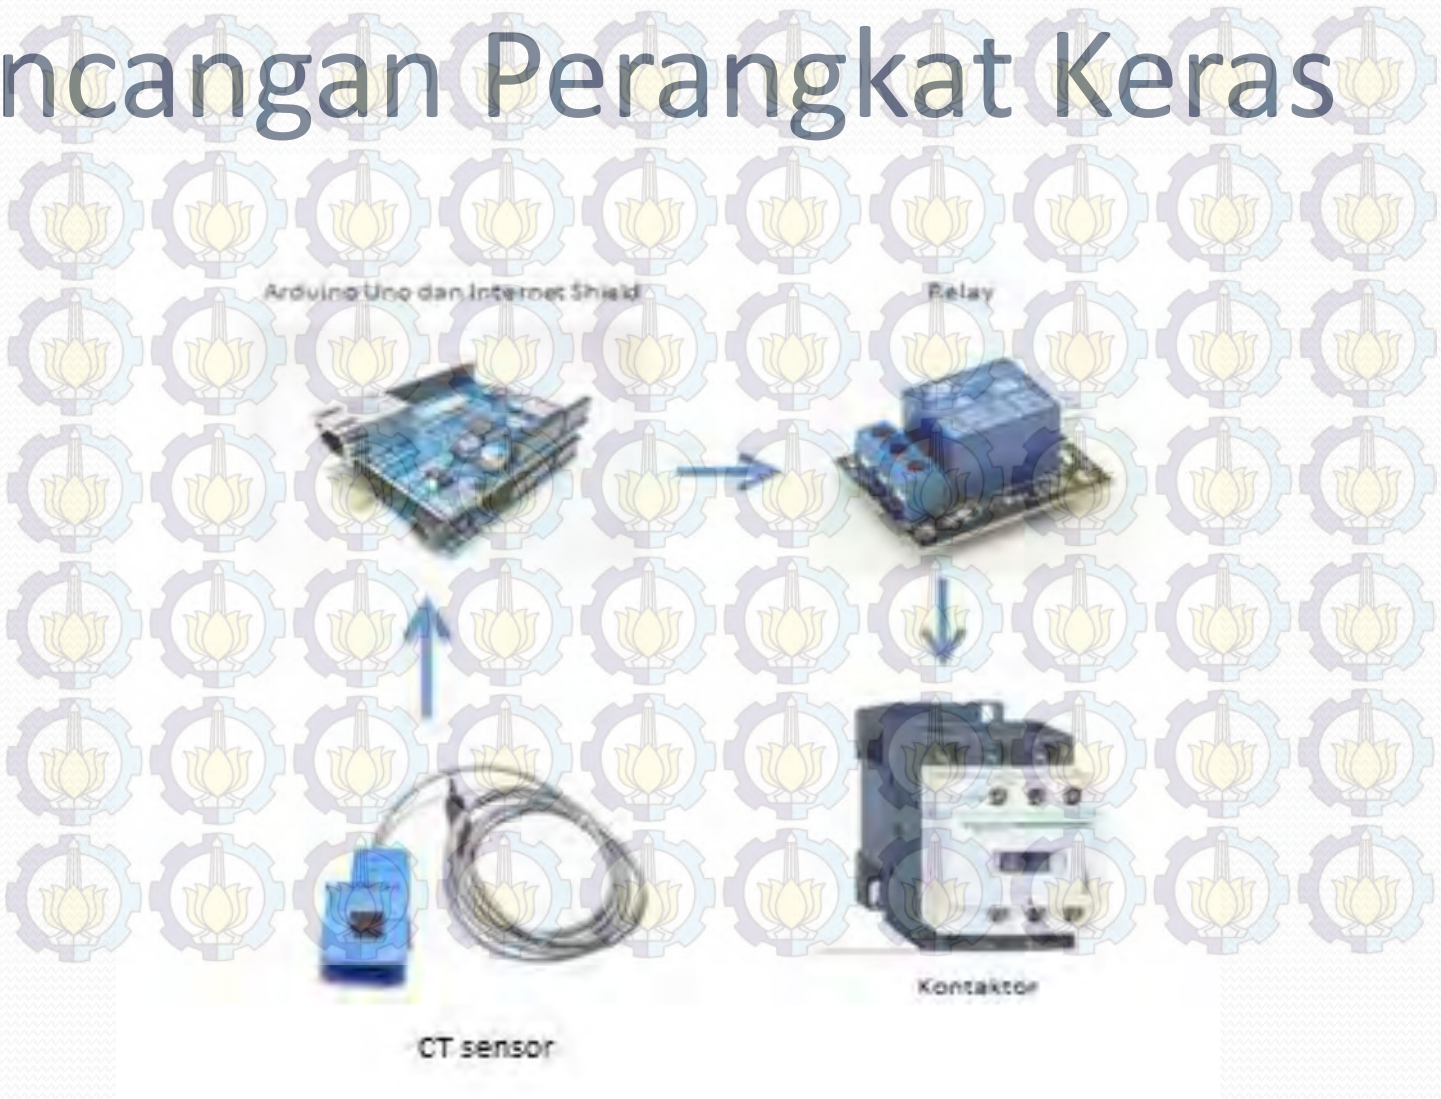 ncangan Perangkat Keras
Arduino Uno dan Internet Shield
Relay
Kontaktor
CT sensor